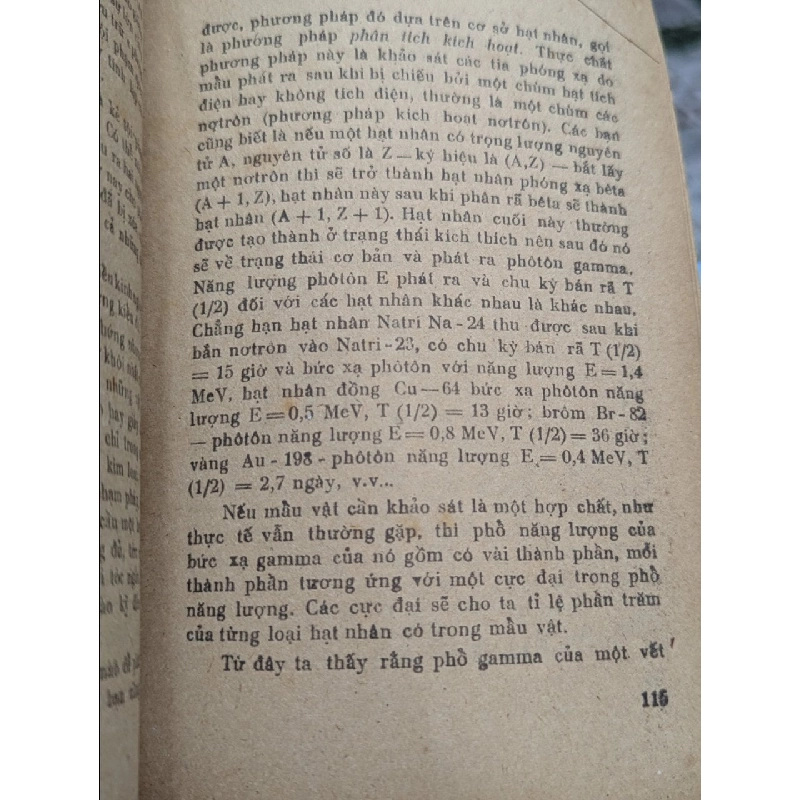 được, phương pháp đó dựa trên cơ sở hạt nhân, gọi
là phương pháp phân tích kích hoạt. Thực chất
phương pháp này là khảo sát các tia phóng xạ do
mẫu phát ra sau khi bị chiếu bởi một chùm hạt tích
điện hay không tích điện, thường là một chùm các
nơtrôn (phương pháp kích hoạt nơtrôn). Các bạn
cũng biết là nếu một hạt nhân có trọng lượng nguyên
tử A, nguyên tử số là Z — ký hiệu là (A,Z) — bắt lấy
một nơtrôn thì sẽ trở thành hạt nhân phóng xạ bêta
(A + 1, Z), hạt nhân này sau khi phân rã bêta sẽ thành
hạt nhân (A + 1, Z + 1). Hạt nhân cuối này thường
được tạo thành ở trạng thái kích thích nên sau đó nó
sẽ về trạng thái cơ bản và phát ra phôtôn gamma.
Năng lượng phôtôn E phát ra và chu kỳ bán rã T
(1/2) đối với các hạt nhân khác nhau là khác nhau.
Chẳng hạn hạt nhân Natri Na - 24 thu được sau khi
bắn nơtrôn vào Natri - 23, có chu kỳ bán rã T (1/2)
= 15 giờ và bức xạ phôtôn với năng lượng E = 1,4
MeV, hạt nhân đồng Cu — 64 bức xạ phôtôn năng
lượng E = 0,5 MeV, T (1/2) = 13 giờ; brôm Br - 82
— phôtôn năng lượng E = 0,8 MeV, T (1/2) = 36 giờ;
vàng Au - 198 - phôtôn năng lượng E = 0,4 MeV, T
(1/2) = 2,7 ngày, v.v...
Nếu mẫu vật cần khảo sát là một hợp chất, như
thực tế vẫn thường gặp, thì phổ năng lượng của
bức xạ gamma của nó gồm có vài thành phần, mỗi
thành phần tương ứng với một cực đại trong phổ
năng lượng. Các cực đại sẽ cho ta tỉ lệ phần trăm
của từng loại hạt nhân có trong mẫu vật.
Từ đây ta thấy rằng phổ gamma của một vết
115